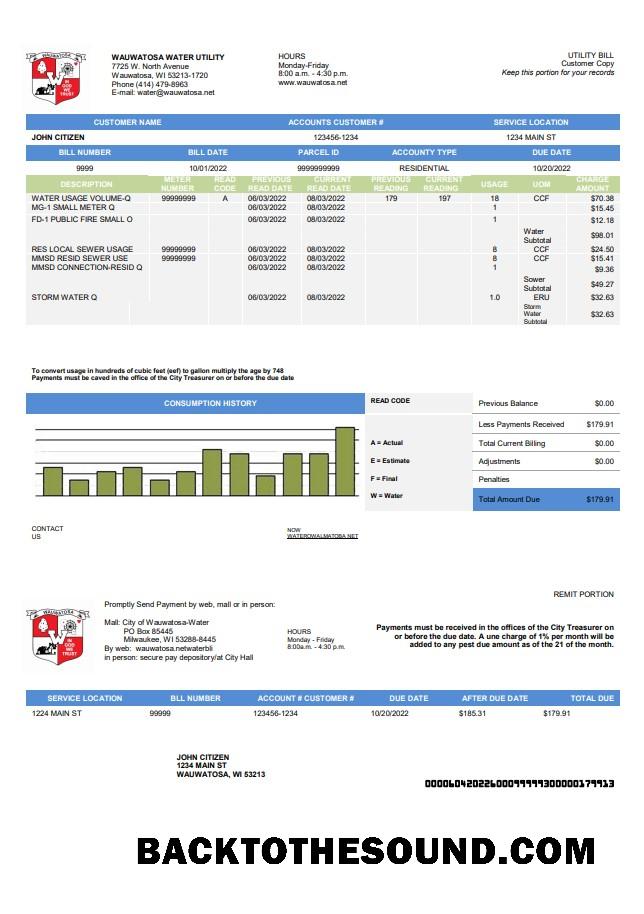 WAUWATOSA
IN GOD WE TRUST
WAUWATOSA WATER UTILITY
7725 W. North Avenue
Wauwatosa, WI 53213-1720
Phone (414) 479-8963
E-mail: water@wauwatosa.net
HOURS
Monday-Friday
8:00 a.m. - 4:30 p.m.
www.wauwatosa.net
UTILITY BILL
Customer Copy
Keep this portion for your records
CUSTOMER NAME ACCOUNTS CUSTOMER # SERVICE LOCATION
JOHN CITIZEN 123456-1234 1234 MAIN ST
BILL NUMBER BILL DATE PARCEL ID ACCOUNTY TYPE DUE DATE
9999 10/01/2022 9999999999 RESIDENTIAL 10/20/2022
DESCRIPTION METER NUMBER READ CODE PREVIOUS READ DATE CURRENT READ DATE PREVIOUS READING CURRENT READING USAGE UOM CHARGE AMOUNT
WATER USAGE VOLUME-Q 99999999 A 06/03/2022 08/03/2022 179 197 18 CCF $70.38
MG-1 SMALL METER Q 06/03/2022 08/03/2022 1 $15.45
FD-1 PUBLIC FIRE SMALL O 06/03/2022 08/03/2022 1 $12.18
Water Subtotal $98.01
RES LOCAL SEWER USAGE 99999999 06/03/2022 08/03/2022 8 CCF $24.50
MMSD RESID SEWER USE 99999999 06/03/2022 08/03/2022 8 CCF $15.41
MMSD CONNECTION-RESID Q 06/03/2022 08/03/2022 1 $9.36
Sower Subtotal $49.27
STORM WATER Q 06/03/2022 08/03/2022 1.0 ERU $32.63
Storm Water Subtotal $32.63
To convert usage in hundreds of cubic feet (eef) to gallon multiply the age by 748
Payments must be caved in the office of the City Treasurer on or before the due date
CONSUMPTION HISTORY
READ CODE
A = Actual
E = Estimate
F = Final
W = Water
Previous Balance $0.00
Less Payments Received $179.91
Total Current Billing $0.00
Adjustments $0.00
Penalties
Total Amount Due $179.91
CONTACT
US
NOW
WATEROWALMATOBA NET
REMIT PORTION
WAUWATOSA
IN GOD WE TRUST
Promptly Send Payment by web, mall or in person:
Mall: City of Wauwatosa-Water
PO Box 85445
Milwaukee, WI 53288-8445
By web: wauwatosa.netwaterbli
in person: secure pay depository/at City Hall
HOURS
Monday - Friday
8:00a.m. - 4:30 p.m.
Payments must be received in the offices of the City Treasurer on
or before the due date. A une charge of 1% per month will be
added to any pest due amount as of the 21 of the month.
SERVICE LOCATION BLL NUMBER ACCOUNT # CUSTOMER # DUE DATE AFTER DUE DATE TOTAL DUE
1224 MAIN ST 99999 123456-1234 10/20/2022 $185.31 $179.91
JOHN CITIZEN
1234 MAIN ST
WAUWATOSA, WI 53213
BACKTOTHESOUND.COM